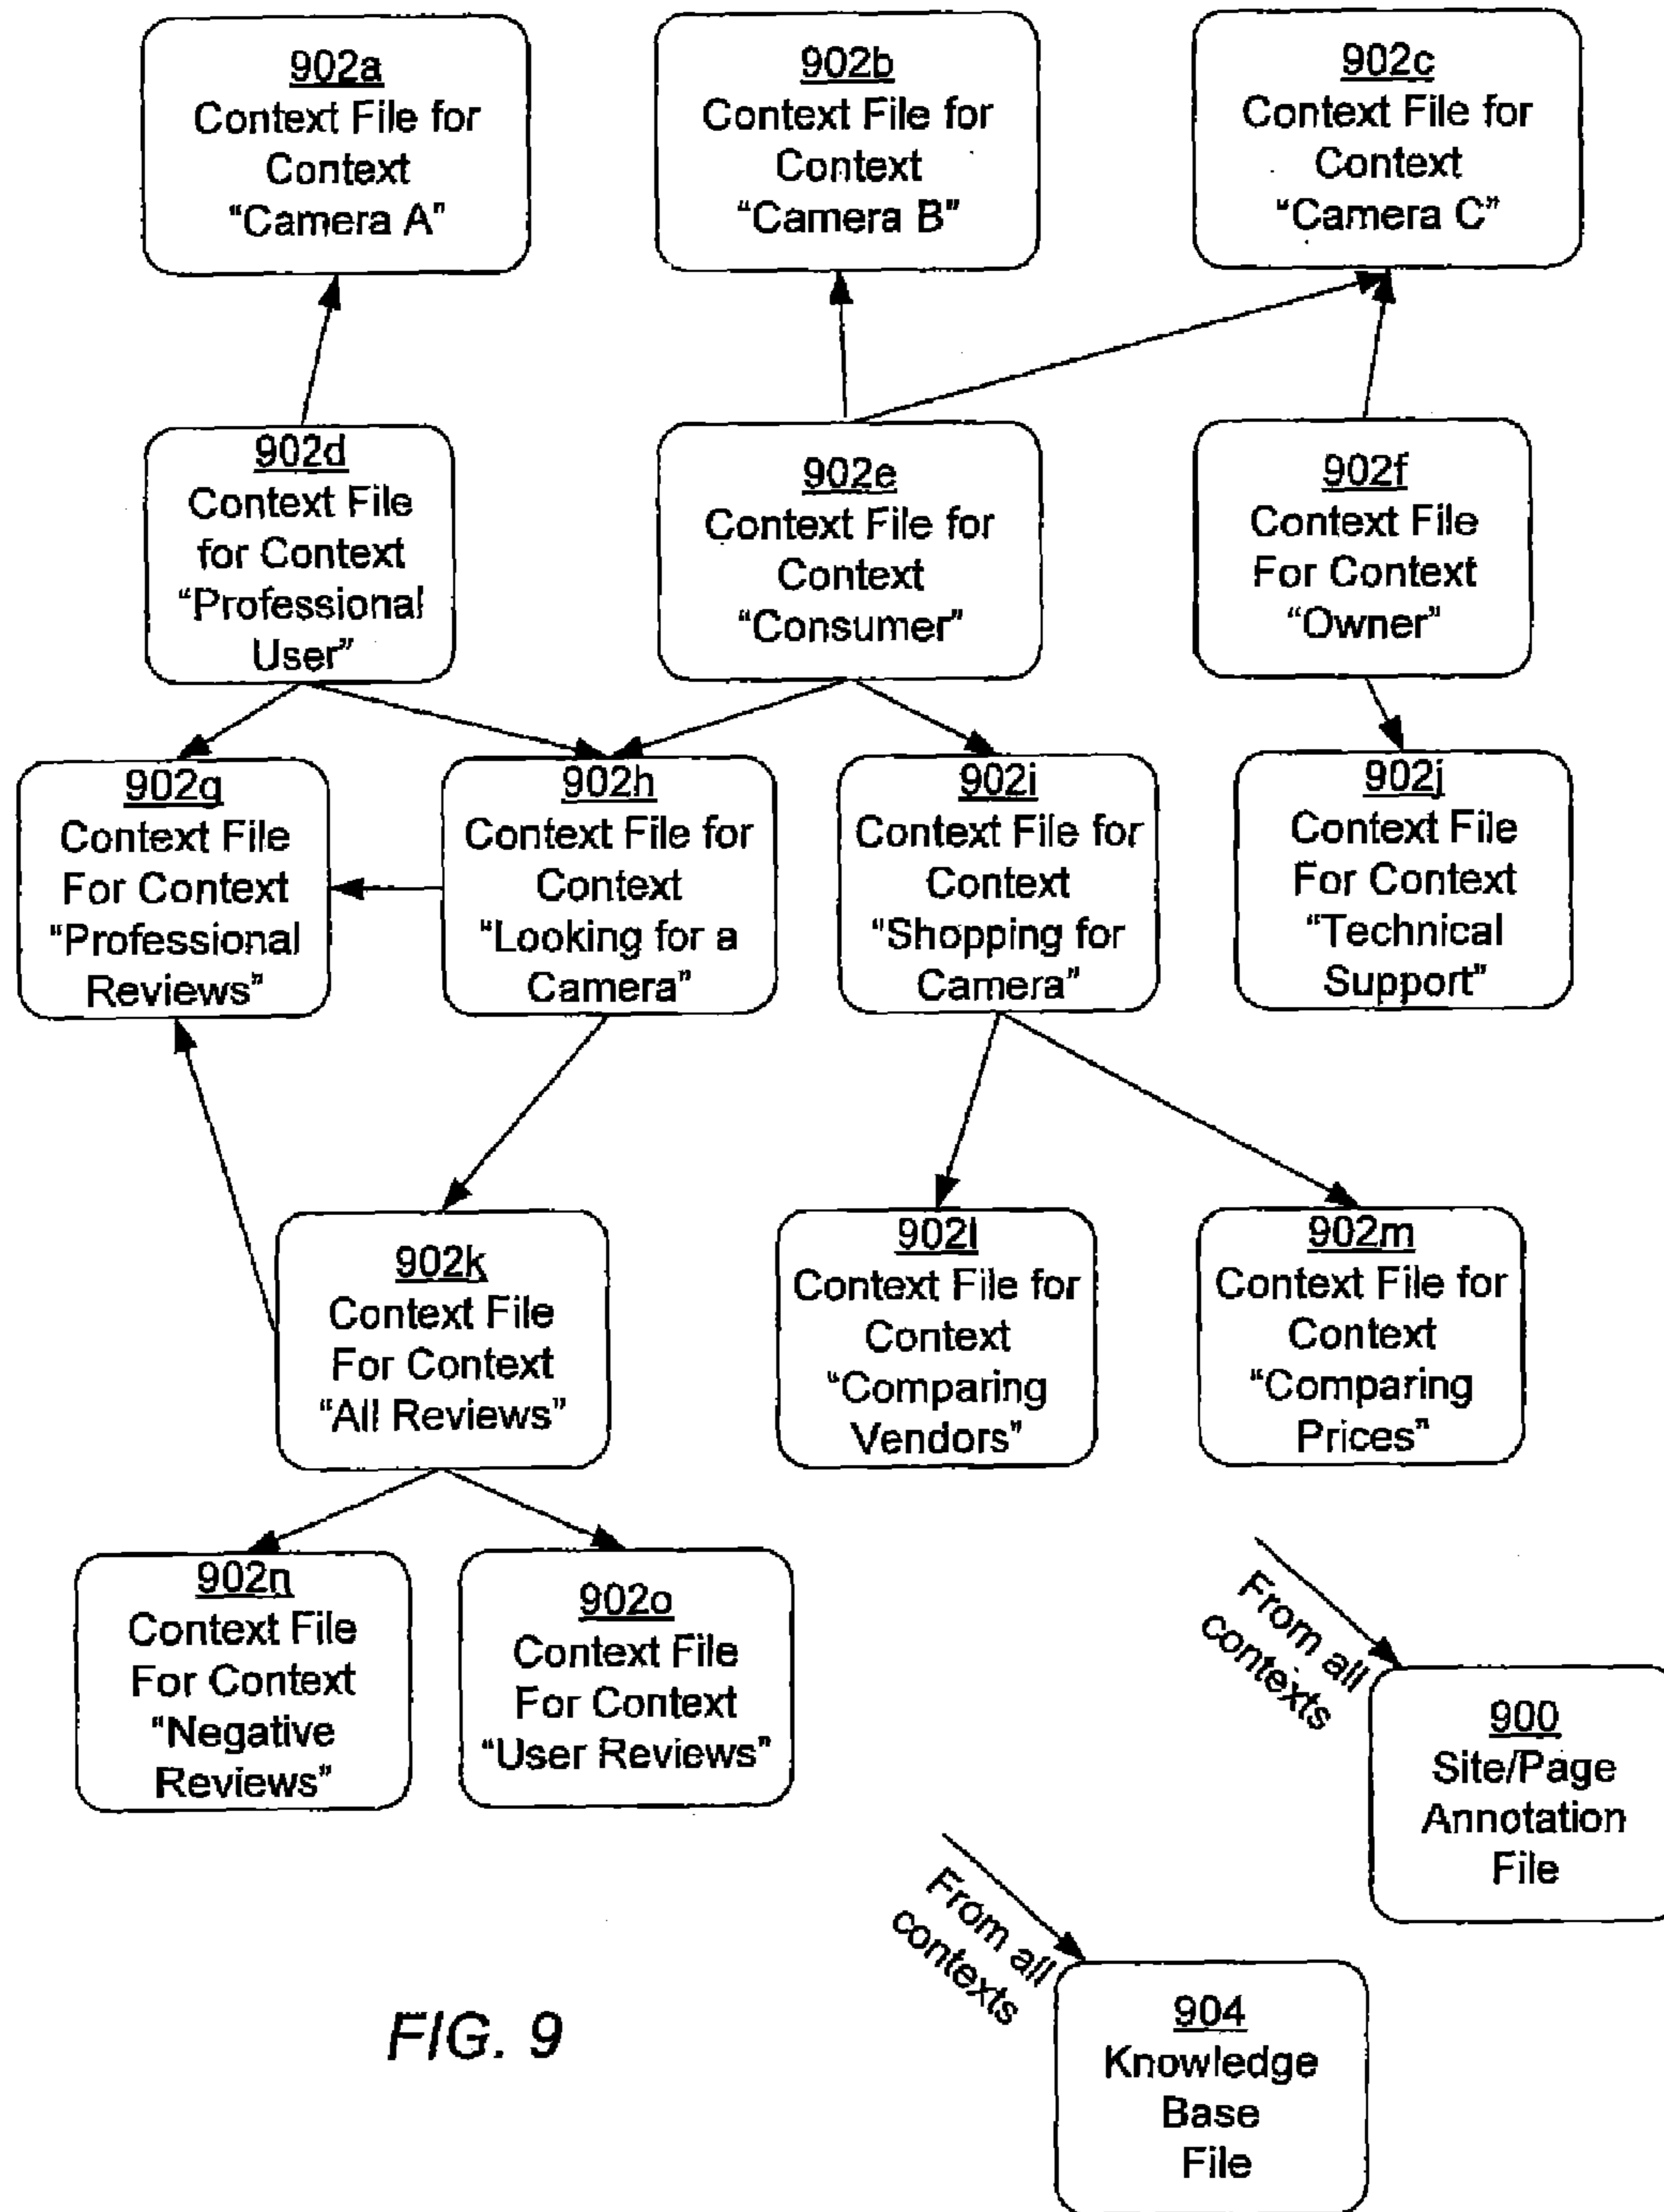 902a
Context File for
Context
“Camera A”
902b
Context File for
Context
“Camera B”
902c
Context File for
Context
“Camera C”
902d
Context File
for Context
“Professional
User”
902e
Context File for
Context
“Consumer”
902f
Context File
For Context
“Owner”
902g
Context File
For Context
“Professional
Reviews”
902h
Context File for
Context
“Looking for a
Camera”
902i
Context File for
Context
“Shopping for
Camera”
902j
Context File
For Context
“Technical
Support”
902k
Context File
For Context
“All Reviews”
902l
Context File for
Context
“Comparing
Vendors”
902m
Context File for
Context
“Comparing
Prices”
902n
Context File
For Context
“Negative
Reviews”
902o
Context File
For Context
“User Reviews”
From all
contexts
900
Site/Page
Annotation
File
From all
contexts
904
Knowledge
Base
File
FIG. 9